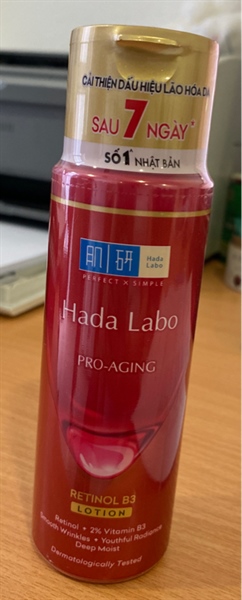 CẢI THIỆN DẤU HIỆU LÃO HÓA DA
SAU 7 NGÀY*
SỐ 1* NHẬT BẢN
肌研 Hada Labo
PERFECT × SIMPLE
Hada Labo
PRO-AGING
RETINOL B3
LOTION
Retinol • 2% Vitamin B3
Smooth Wrinkles • Youthful Radiance
Deep Moist
Dermatologically Tested